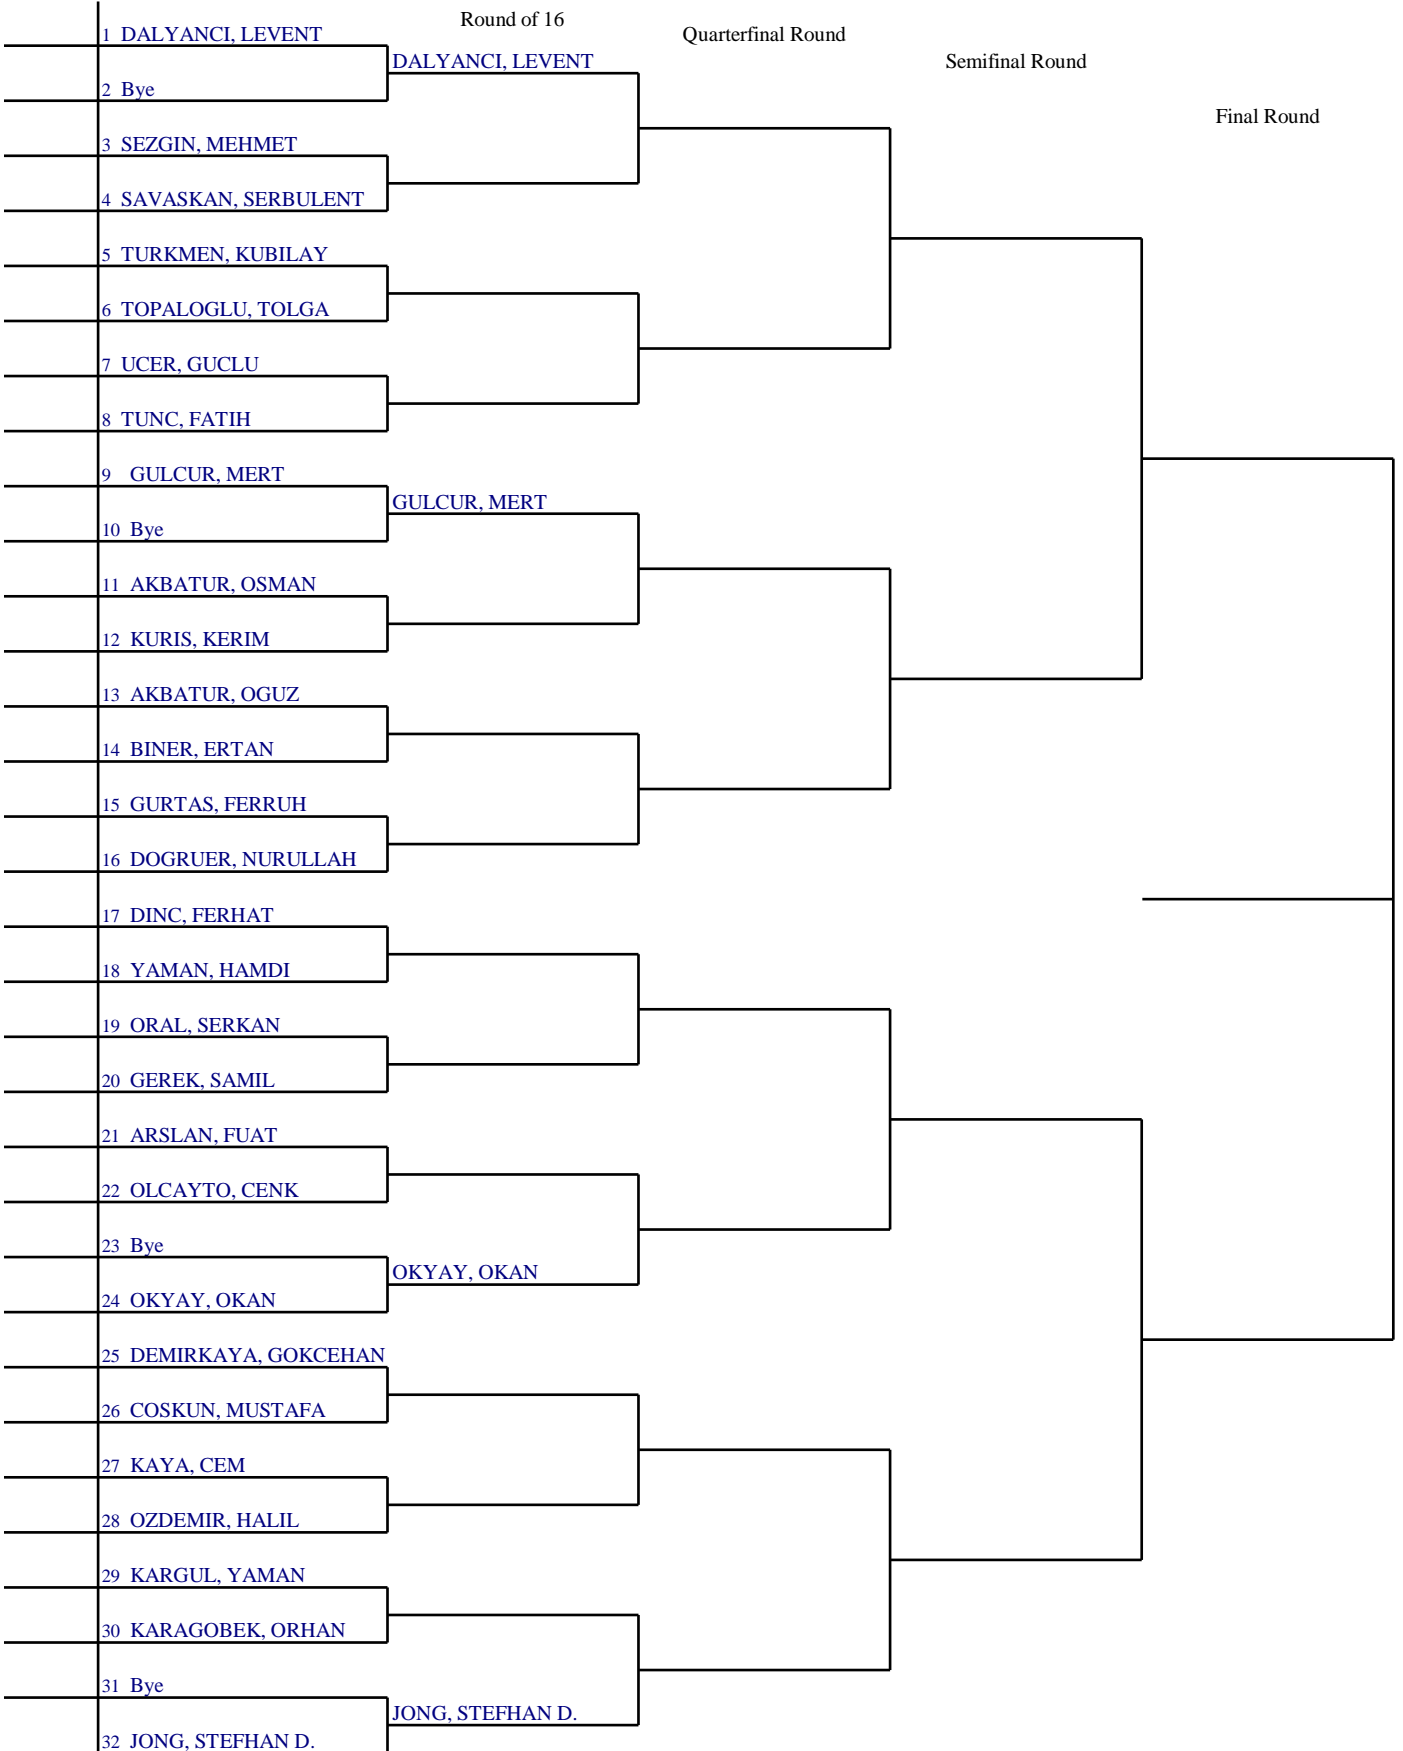 Round of 16
Quarterfinal Round
Semifinal Round
Final Round
1 DALYANCI, LEVENT
DALYANCI, LEVENT
2 Bye
3 SEZGIN, MEHMET
4 SAVASKAN, SERBULENT
5 TURKMEN, KUBILAY
6 TOPALOGLU, TOLGA
7 UCER, GUCLU
8 TUNC, FATIH
9 GULCUR, MERT
GULCUR, MERT
10 Bye
11 AKBATUR, OSMAN
12 KURIS, KERIM
13 AKBATUR, OGUZ
14 BINER, ERTAN
15 GURTAS, FERRUH
16 DOGRUER, NURULLAH
17 DINC, FERHAT
18 YAMAN, HAMDI
19 ORAL, SERKAN
20 GEREK, SAMIL
21 ARSLAN, FUAT
22 OLCAYTO, CENK
23 Bye
OKYAY, OKAN
24 OKYAY, OKAN
25 DEMIRKAYA, GOKCEHAN
26 COSKUN, MUSTAFA
27 KAYA, CEM
28 OZDEMIR, HALIL
29 KARGUL, YAMAN
30 KARAGOBEK, ORHAN
31 Bye
JONG, STEFHAN D.
32 JONG, STEFHAN D.